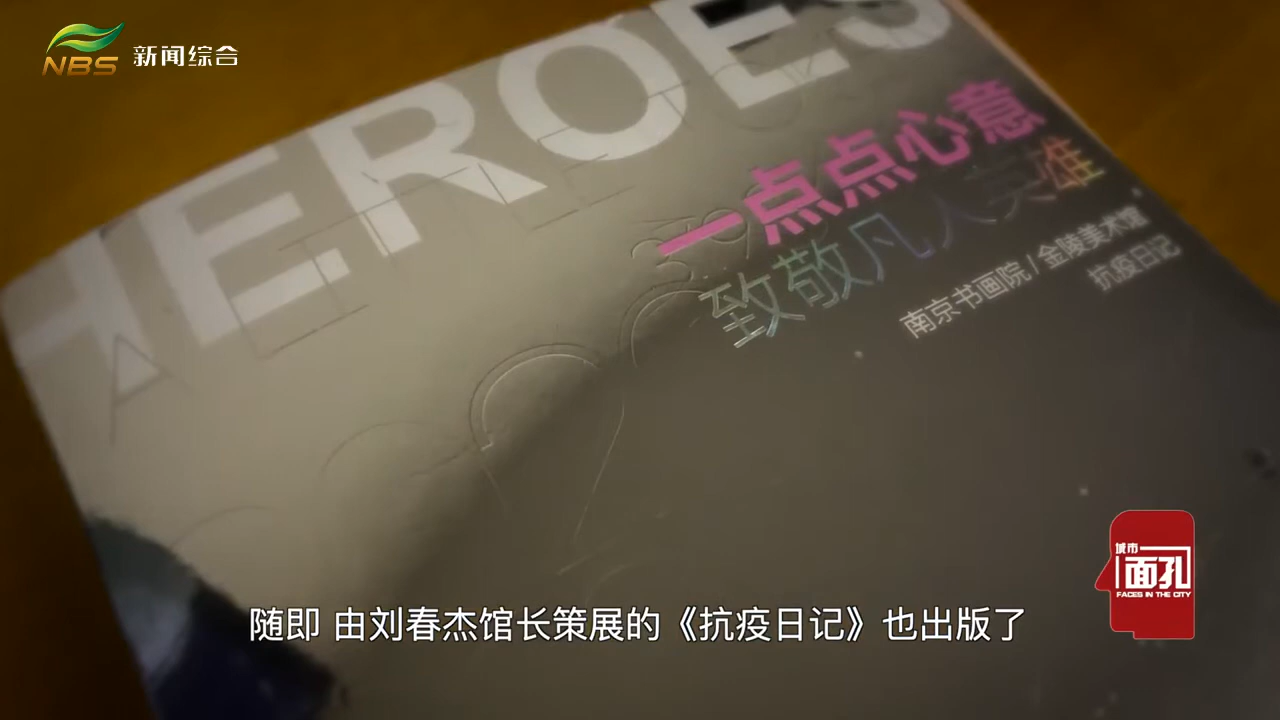 NBS 新闻综合
HEROES
一点点心意
致敬凡人英雄
南京书画院 / 金陵美术馆
抗疫日记
城市
面孔
FACES IN THE CITY
随即 由刘春杰馆长策展的《抗疫日记》也出版了